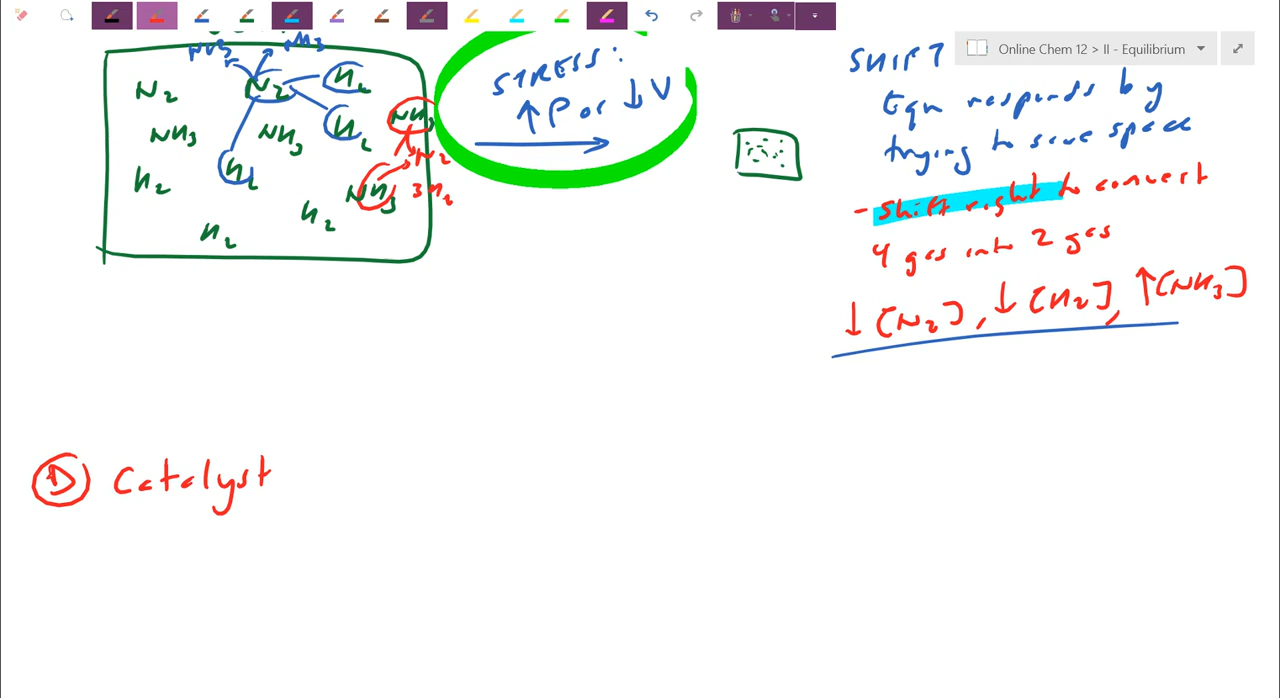 Online Chem 12 > II - Equilibrium
NH3 NH3
N2 N2 H2
NH3 NH3 H2 NH3
N2
H2 H2 NH3 3H2
H2
H2
STRESS:
↑ P or ↓ V
SHIFT
Eqm responds by
trying to save space
- shift right to convert
4 gas into 2 gas
↓ [N2], ↓ [H2], ↑ [NH3]
D Catalyst